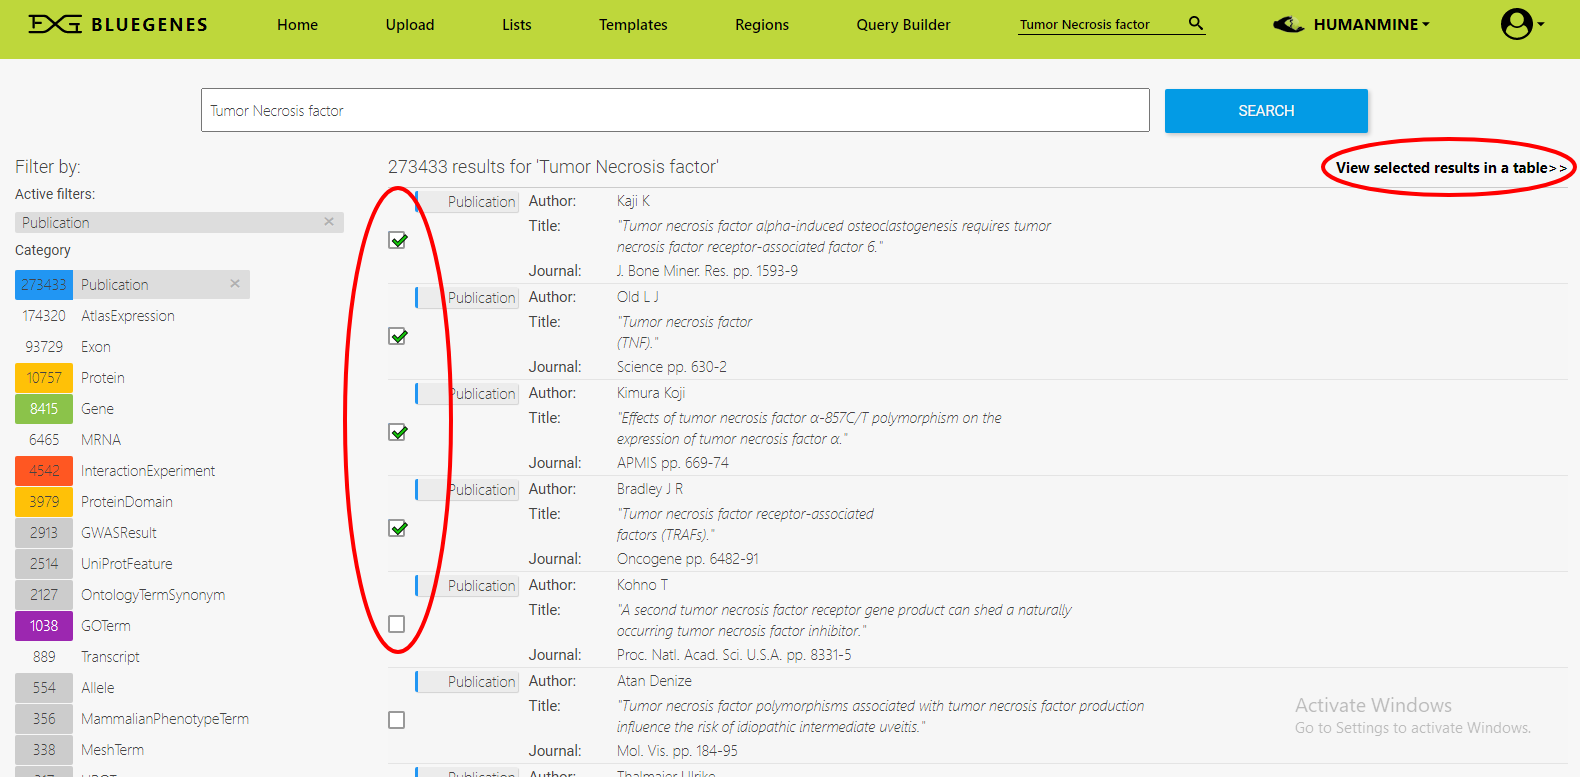 BLUEGENES Home Upload Lists Templates Regions Query Builder Tumor Necrosis factor HUMANMINE
Tumor Necrosis factor SEARCH
Filter by:
Active filters:
Publication
Category
273433 Publication
174320 AtlasExpression
93729 Exon
10757 Protein
8415 Gene
6465 MRNA
4542 InteractionExperiment
3979 ProteinDomain
2913 GWASResult
2514 UniProtFeature
2127 OntologyTermSynonym
1038 GOTerm
889 Transcript
554 Allele
356 MammalianPhenotypeTerm
338 MeshTerm
273433 results for 'Tumor Necrosis factor'
View selected results in a table>>
Publication Author: Kaji K
Title: "Tumor necrosis factor alpha-induced osteoclastogenesis requires tumor
necrosis factor receptor-associated factor 6."
Journal: J. Bone Miner. Res. pp. 1593-9
Publication Author: Old L J
Title: "Tumor necrosis factor
(TNF)."
Journal: Science pp. 630-2
Publication Author: Kimura Koji
Title: "Effects of tumor necrosis factor α-857C/T polymorphism on the
expression of tumor necrosis factor α."
Journal: APMIS pp. 669-74
Publication Author: Bradley J R
Title: "Tumor necrosis factor receptor-associated
factors (TRAFs)."
Journal: Oncogene pp. 6482-91
Publication Author: Kohno T
Title: "A second tumor necrosis factor receptor gene product can shed a naturally
occurring tumor necrosis factor inhibitor."
Journal: Proc. Natl. Acad. Sci. U.S.A. pp. 8331-5
Publication Author: Atan Denize
Title: "Tumor necrosis factor polymorphisms associated with tumor necrosis factor production
influence the risk of idiopathic intermediate uveitis."
Journal: Mol. Vis. pp. 184-95
Publication Author: Thalmaier Ulrike
Activate Windows
Go to Settings to activate Windows.